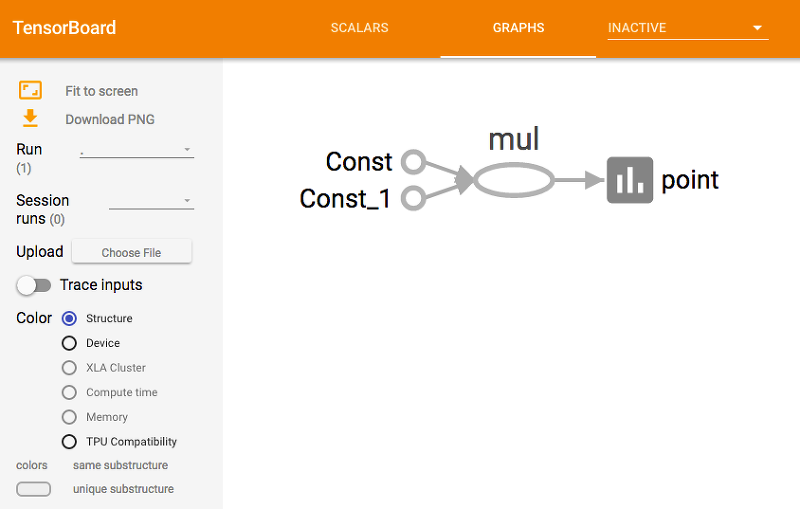 TensorBoard
SCALARS
GRAPHS
INACTIVE
Fit to screen
Download PNG
Run
(1)
.
Session
runs (0)
Upload
Choose File
Trace inputs
Color
Structure
Device
XLA Cluster
Compute time
Memory
TPU Compatibility
colors
same substructure
unique substructure
mul
Const
Const_1
point